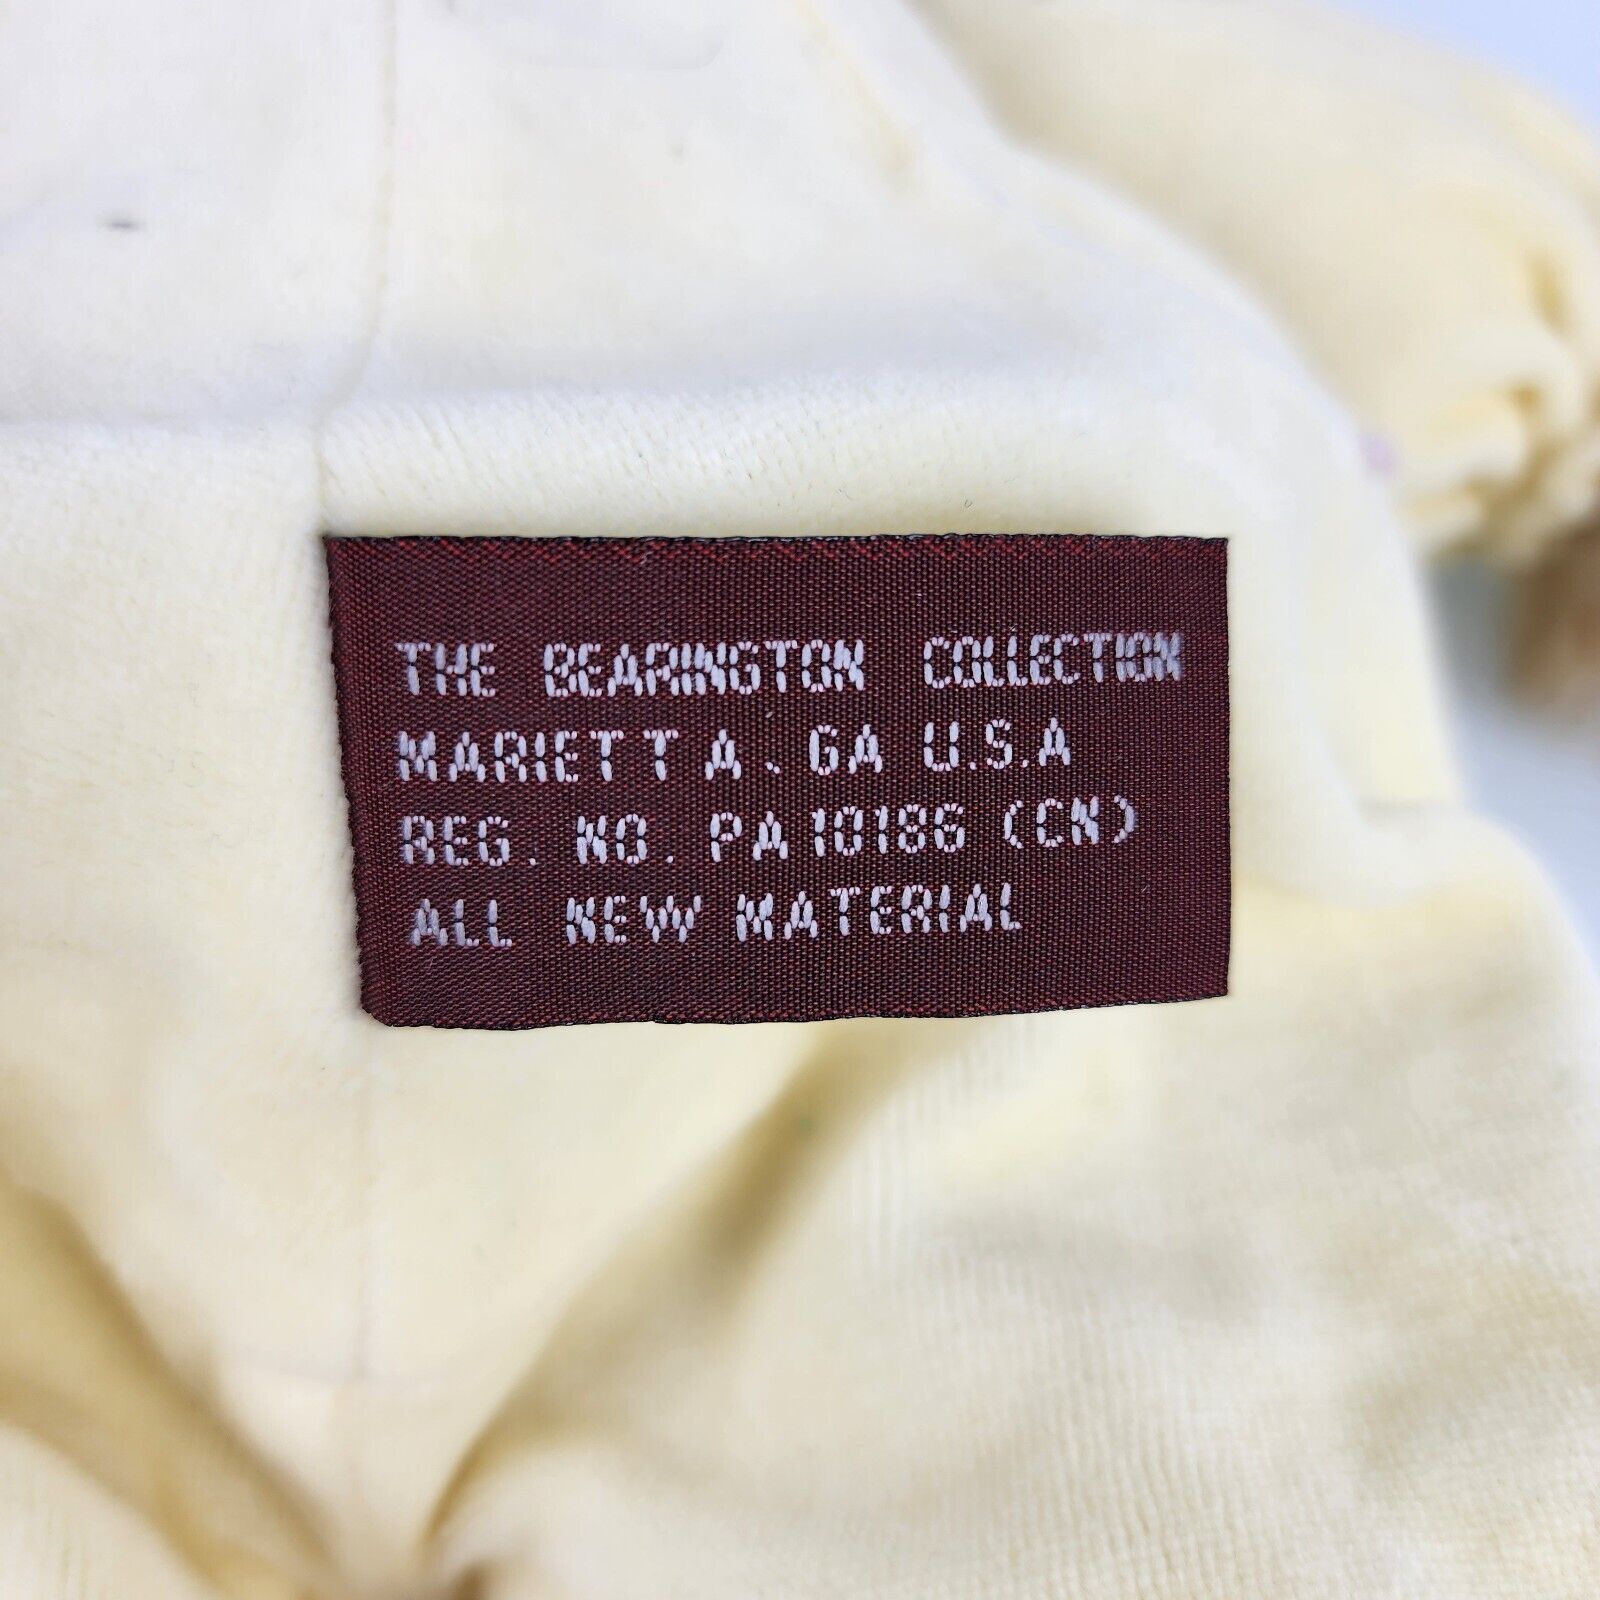 THE BEARINGTON COLLECTION
MARIETTA, GA U.S.A
REG. NO. PA10186 (CN)
ALL NEW MATERIAL